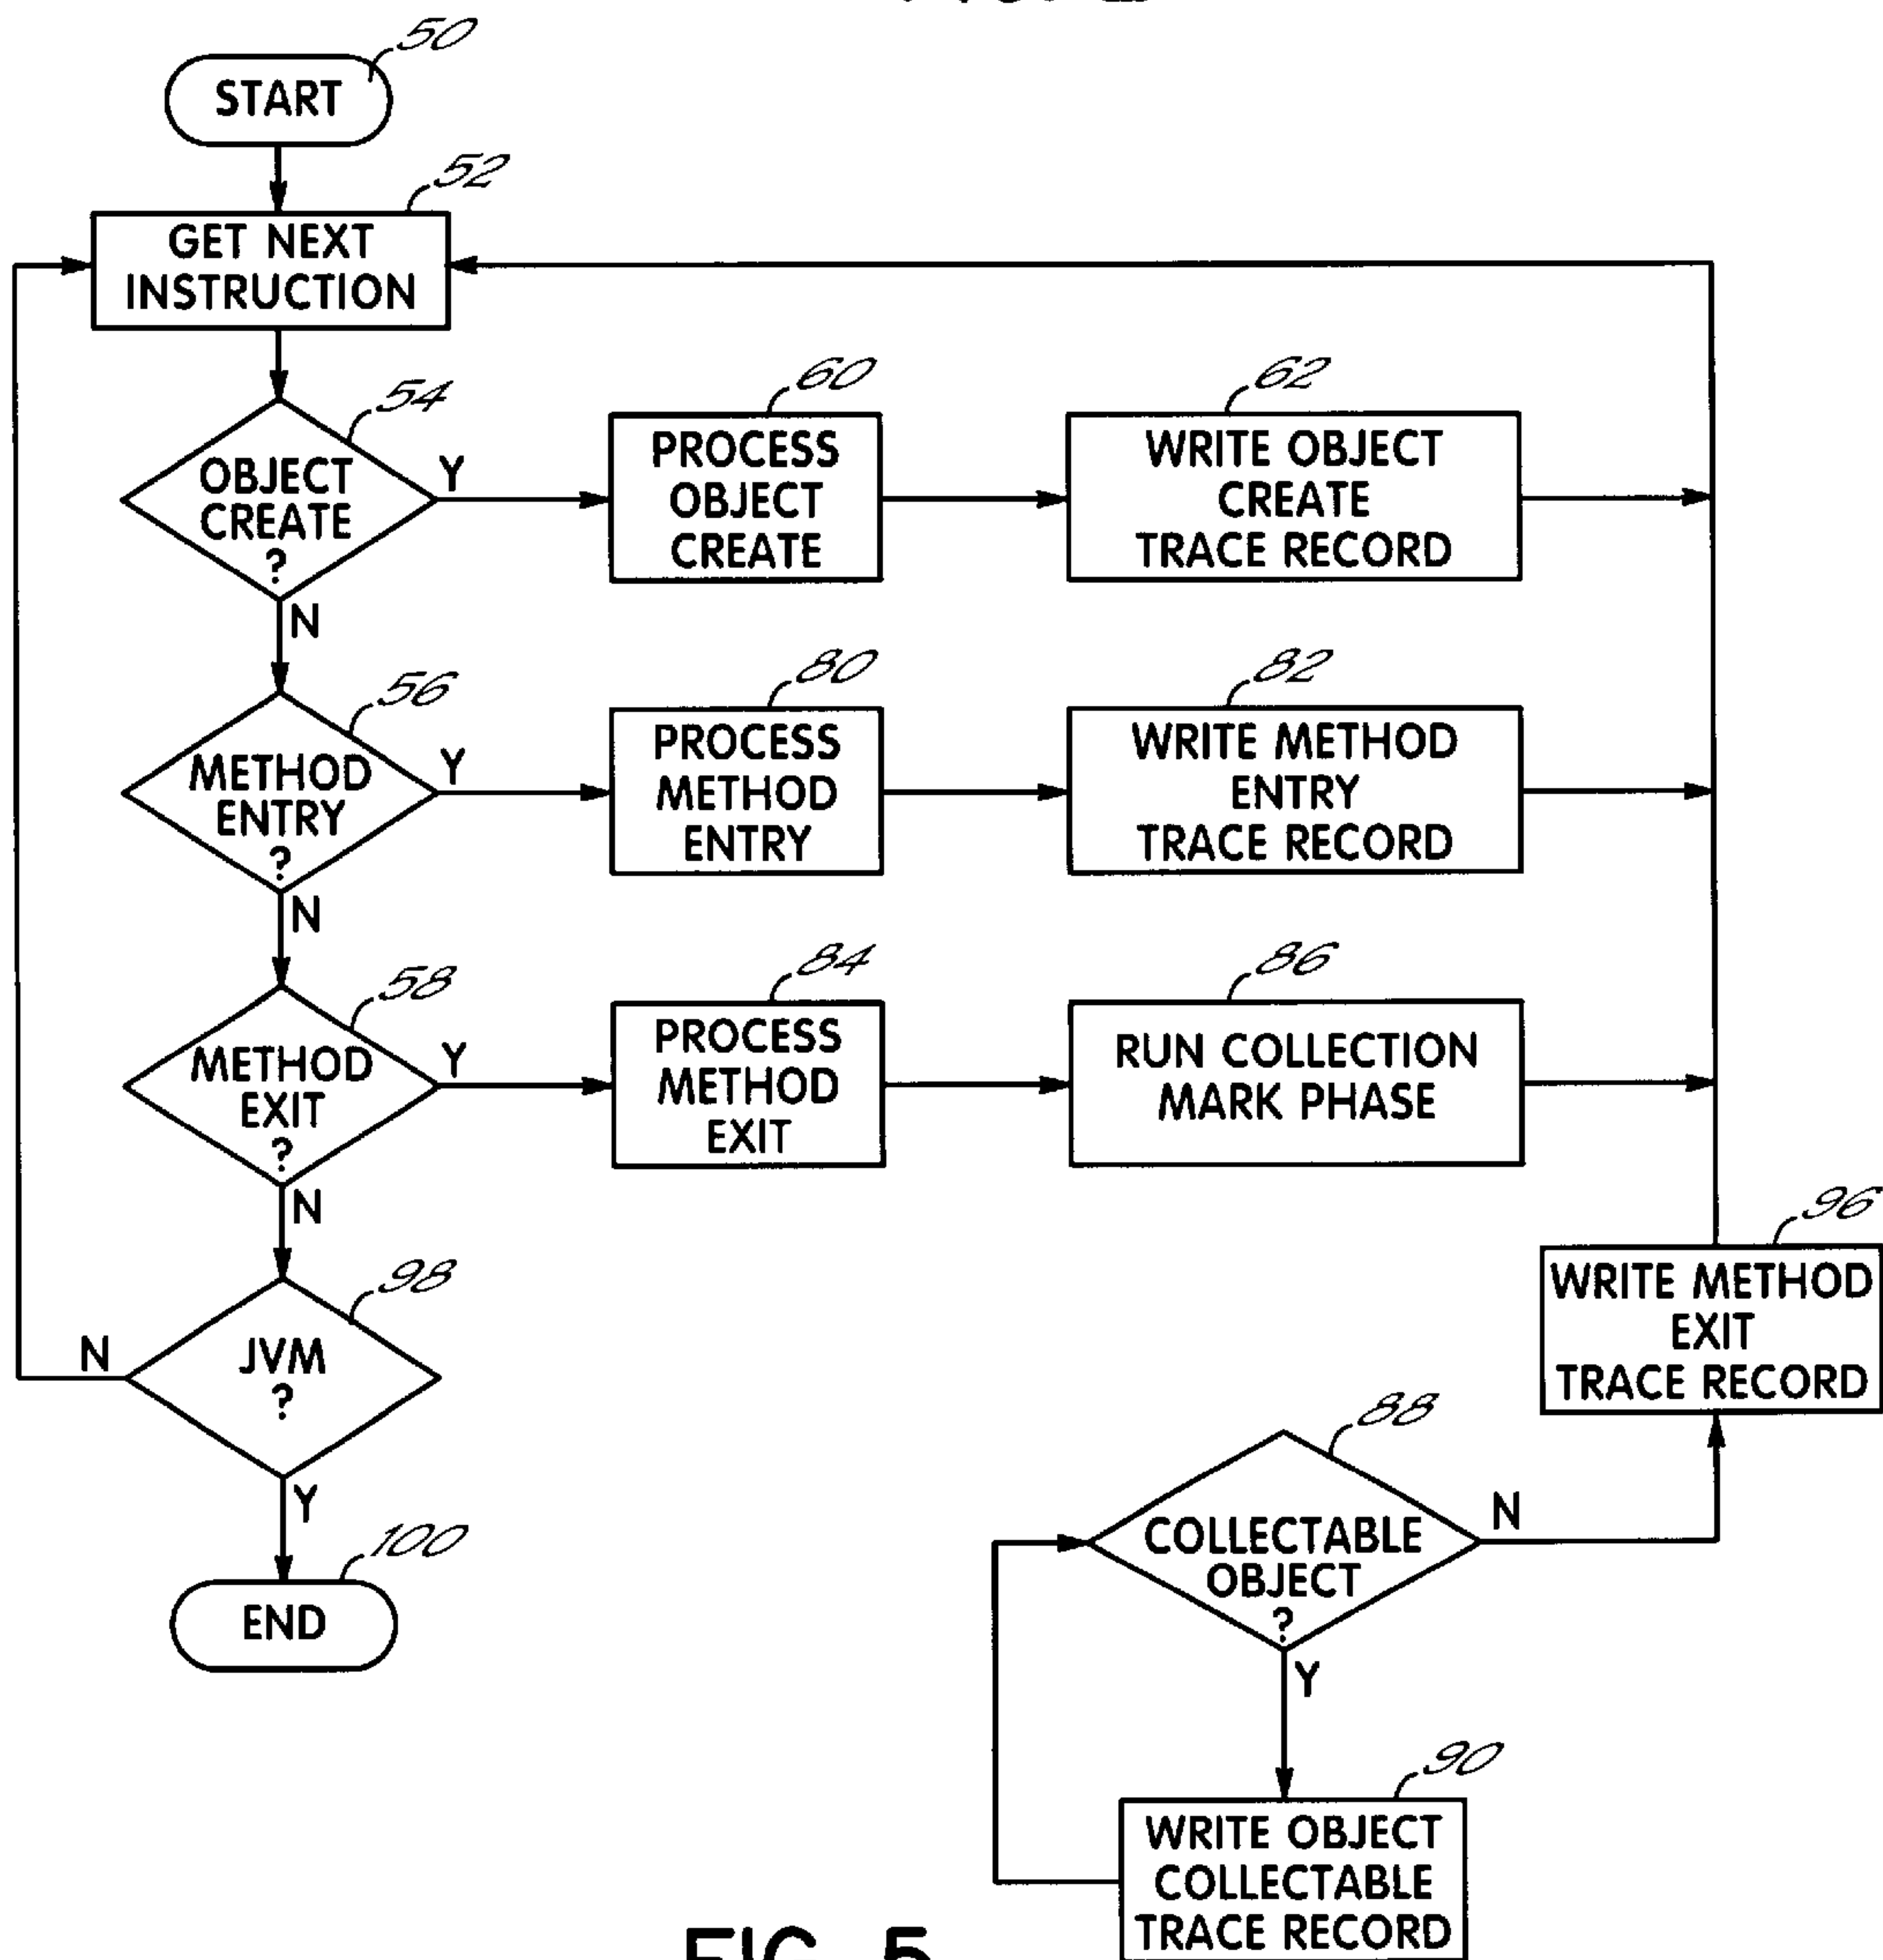 50
START
52
GET NEXT
INSTRUCTION
54
OBJECT
CREATE
?
Y
N
60
PROCESS
OBJECT
CREATE
62
WRITE OBJECT
CREATE
TRACE RECORD
56
METHOD
ENTRY
?
Y
N
80
PROCESS
METHOD
ENTRY
82
WRITE METHOD
ENTRY
TRACE RECORD
58
METHOD
EXIT
?
Y
N
84
PROCESS
METHOD
EXIT
86
RUN COLLECTION
MARK PHASE
96
WRITE METHOD
EXIT
TRACE RECORD
98
JVM
?
N
Y
100
END
88
COLLECTABLE
OBJECT
?
N
Y
90
WRITE OBJECT
COLLECTABLE
TRACE RECORD
FIG. 5